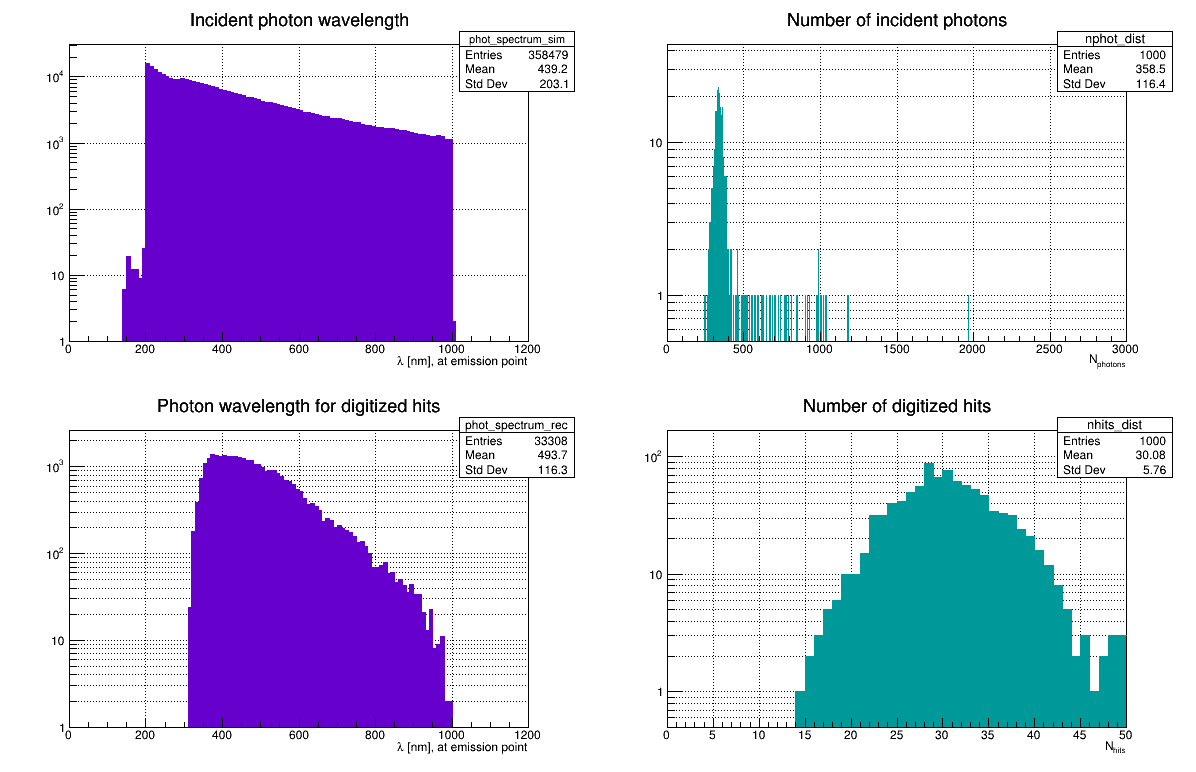 Incident photon wavelength
phot_spectrum_sim
Entries 358479
Mean 439.2
Std Dev 203.1
10^4
10^3
10^2
10
1
0 200 400 600 800 1000 1200
λ [nm], at emission point
Number of incident photons
nphot_dist
Entries 1000
Mean 358.5
Std Dev 116.4
10
1
0 500 1000 1500 2000 2500 3000
N_photons
Photon wavelength for digitized hits
phot_spectrum_rec
Entries 33308
Mean 493.7
Std Dev 116.3
10^3
10^2
10
1
0 200 400 600 800 1000 1200
λ [nm], at emission point
Number of digitized hits
nhits_dist
Entries 1000
Mean 30.08
Std Dev 5.76
10^2
10
1
0 5 10 15 20 25 30 35 40 45 50
N_hits